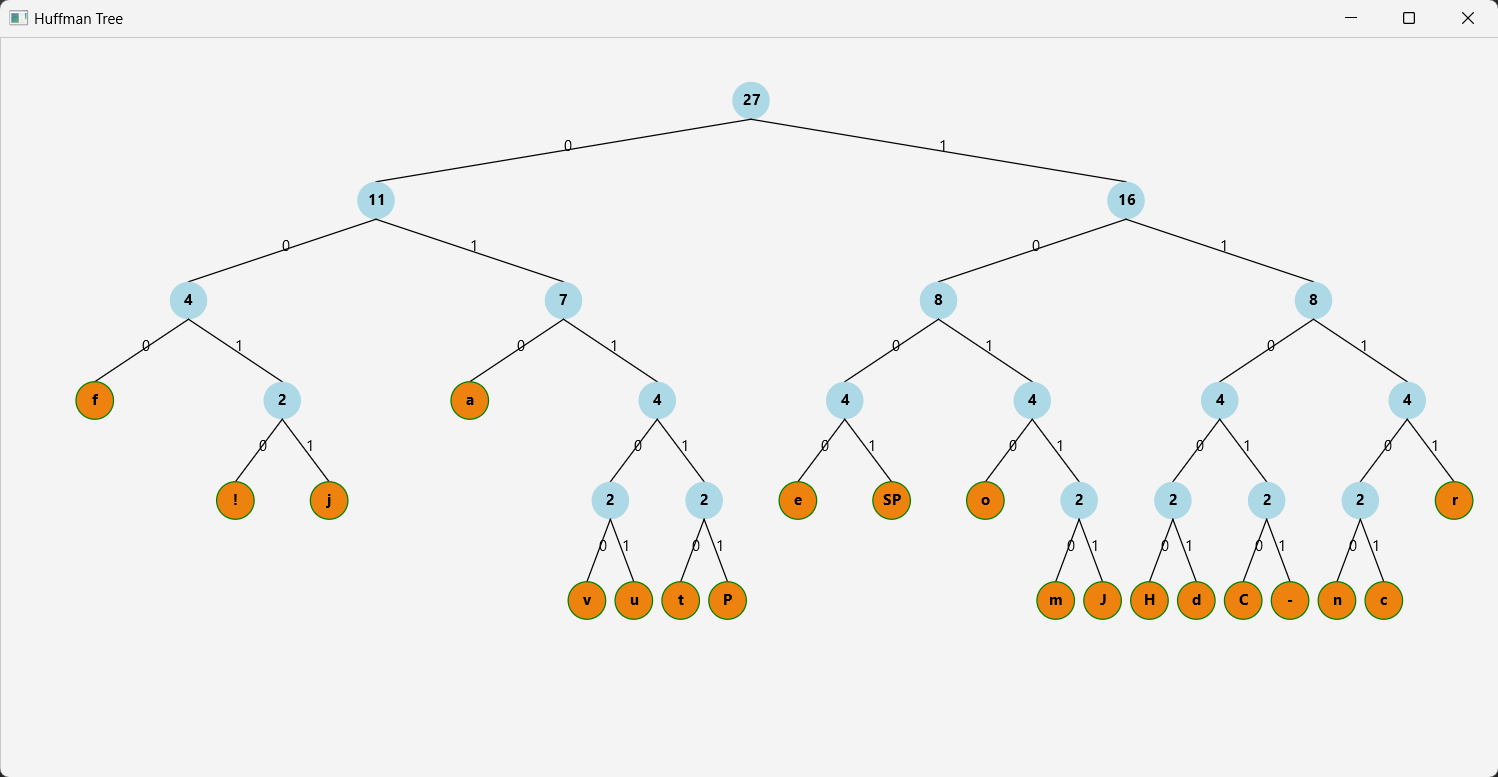 Huffman Tree
27
0 1
11 16
0 1 0 1
4 7 8 8
0 1 0 1 0 1 0 1
f 2 a 4 4 4 4 4
0 1 0 1 0 1 0 1 0 1 0 1
! j 2 2 e SP o 2 2 2 2 r
0 1 0 1 0 1 0 1 0 1 0 1
v u t P m J H d C - n c